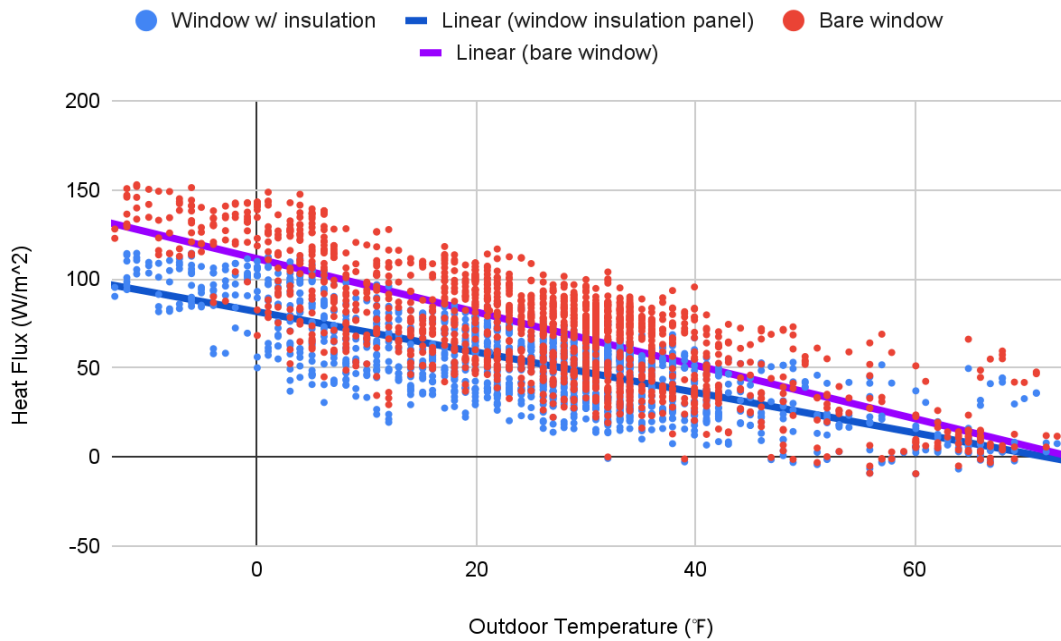 Window w/ insulation Linear (window insulation panel) Bare window
Linear (bare window)
200
150
100
50
0
-50
0 20 40 60
Heat Flux (W/m^2)
Outdoor Temperature (℉)